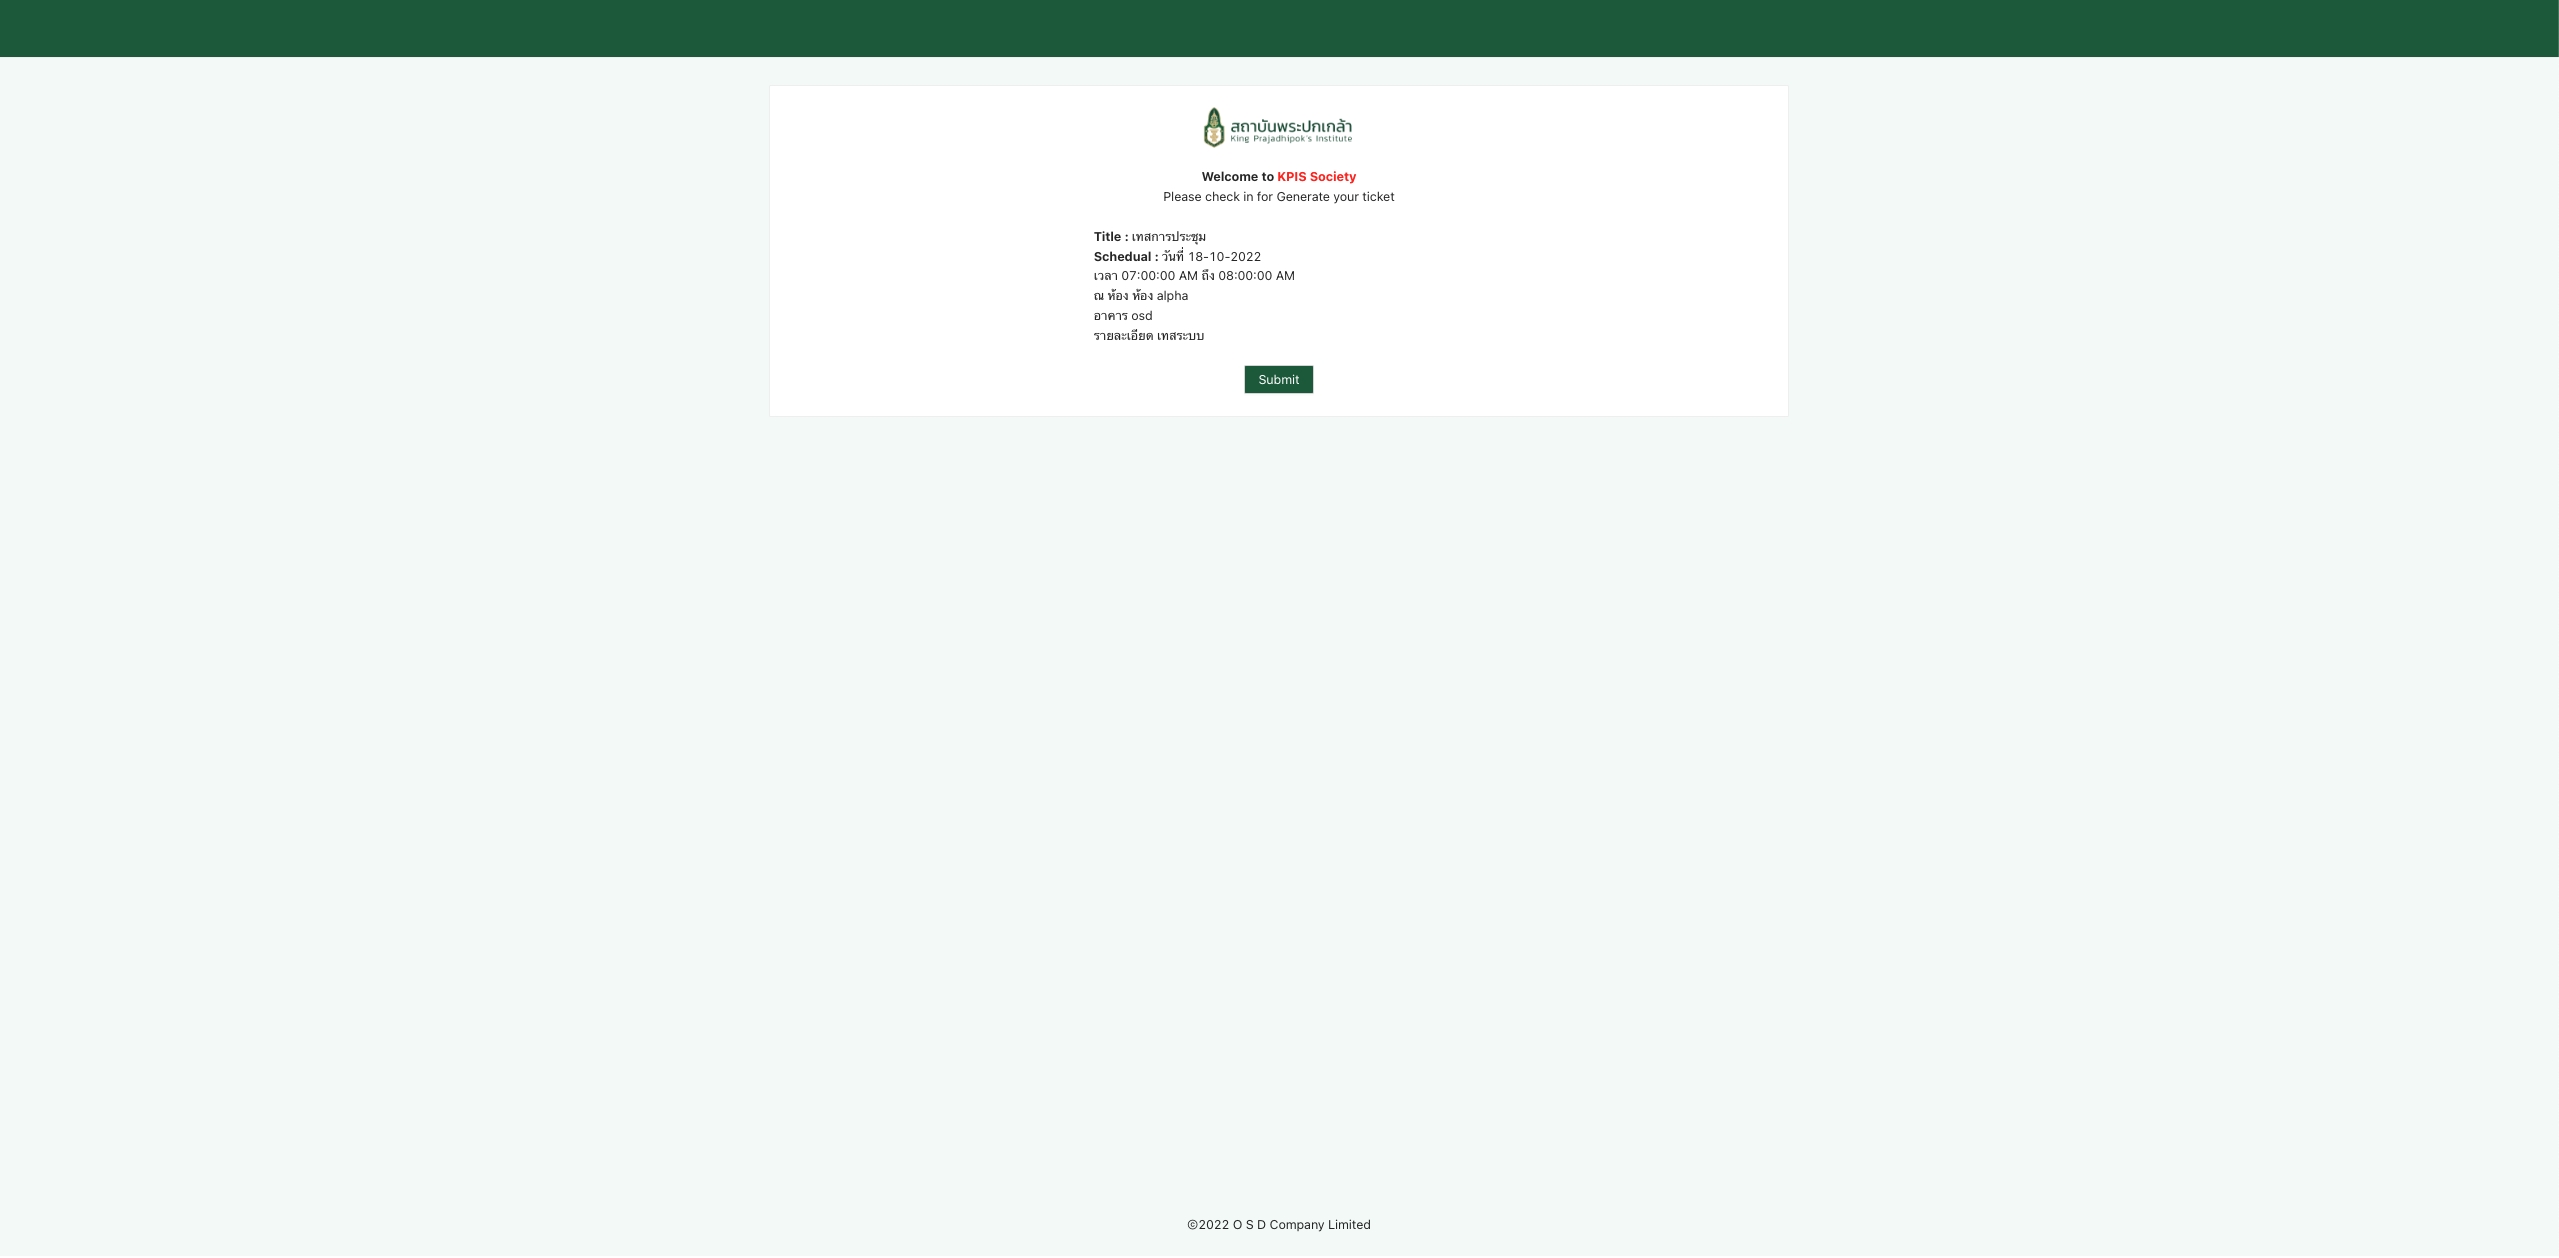 สถาบันพระปกเกล้า
King Prajadhipok's Institute
Welcome to KPIS Society
Please check in for Generate your ticket
Title : เทสการประชุม
Schedual : วันที่ 18-10-2022
เวลา 07:00:00 AM ถึง 08:00:00 AM
ณ ห้อง ห้อง alpha
อาคาร osd
รายละเอียด เทสระบบ
Submit
©2022 O S D Company Limited